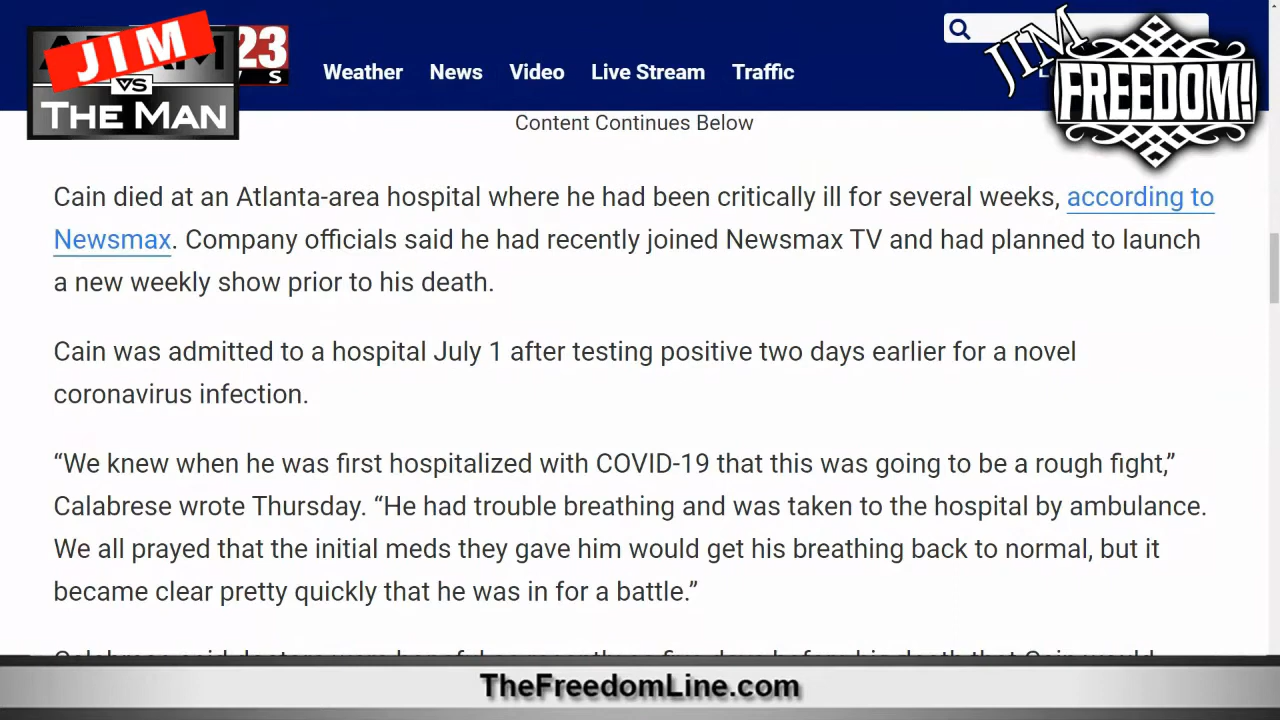 JIM
VS
THE MAN
23
S
Weather News Video Live Stream Traffic
JIM
FREEDOM!
Content Continues Below
Cain died at an Atlanta-area hospital where he had been critically ill for several weeks, according to
Newsmax. Company officials said he had recently joined Newsmax TV and had planned to launch
a new weekly show prior to his death.
Cain was admitted to a hospital July 1 after testing positive two days earlier for a novel
coronavirus infection.
“We knew when he was first hospitalized with COVID-19 that this was going to be a rough fight,”
Calabrese wrote Thursday. “He had trouble breathing and was taken to the hospital by ambulance.
We all prayed that the initial meds they gave him would get his breathing back to normal, but it
became clear pretty quickly that he was in for a battle.”
TheFreedomLine.com